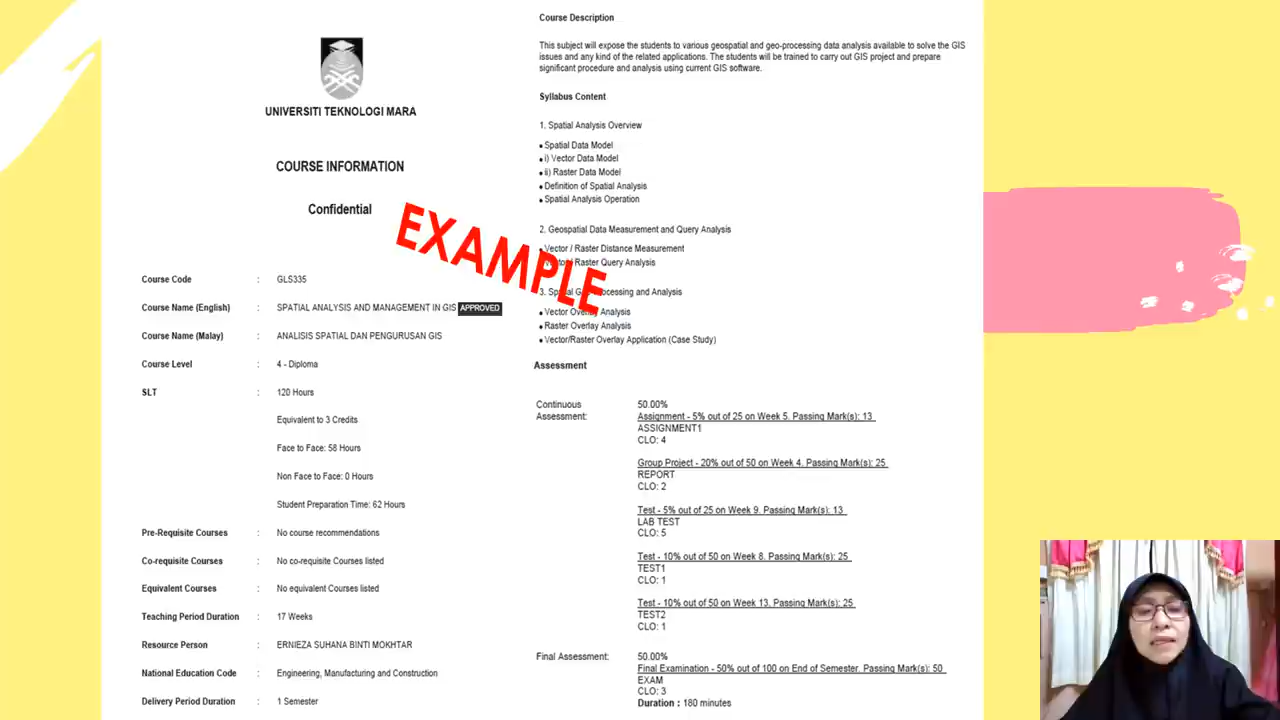 UNIVERSITI TEKNOLOGI MARA
COURSE INFORMATION
Confidential
EXAMPLE
Course Code : GLS335
Course Name (English) : SPATIAL ANALYSIS AND MANAGEMENT IN GIS APPROVED
Course Name (Malay) : ANALISIS SPATIAL DAN PENGURUSAN GIS
Course Level : 4 - Diploma
SLT : 120 Hours
Equivalent to 3 Credits
Face to Face: 58 Hours
Non Face to Face: 0 Hours
Student Preparation Time: 62 Hours
Pre-Requisite Courses : No course recommendations
Co-requisite Courses : No co-requisite Courses listed
Equivalent Courses : No equivalent Courses listed
Teaching Period Duration : 17 Weeks
Resource Person : ERNIEZA SUHANA BINTI MOKHTAR
National Education Code : Engineering, Manufacturing and Construction
Delivery Period Duration : 1 Semester
Course Description
This subject will expose the students to various geospatial and geo-processing data analysis available to solve the GIS
issues and any kind of the related applications. The students will be trained to carry out GIS project and prepare
significant procedure and analysis using current GIS software.
Syllabus Content
1. Spatial Analysis Overview
• Spatial Data Model
• i) Vector Data Model
• ii) Raster Data Model
• Definition of Spatial Analysis
• Spatial Analysis Operation
2. Geospatial Data Measurement and Query Analysis
• Vector / Raster Distance Measurement
• Vector / Raster Query Analysis
3. Spatial Geo Processing and Analysis
• Vector Overlay Analysis
• Raster Overlay Analysis
• Vector/Raster Overlay Application (Case Study)
Assessment
Continuous Assessment: 50.00%
Assignment - 5% out of 25 on Week 5. Passing Mark(s): 13
ASSIGNMENT1
CLO: 4
Group Project - 20% out of 50 on Week 4. Passing Mark(s): 25
REPORT
CLO: 2
Test - 5% out of 25 on Week 9. Passing Mark(s): 13
LAB TEST
CLO: 5
Test - 10% out of 50 on Week 8. Passing Mark(s): 25
TEST1
CLO: 1
Test - 10% out of 50 on Week 13. Passing Mark(s): 25
TEST2
CLO: 1
Final Assessment: 50.00%
Final Examination - 50% out of 100 on End of Semester. Passing Mark(s): 50
EXAM
CLO: 3
Duration : 180 minutes